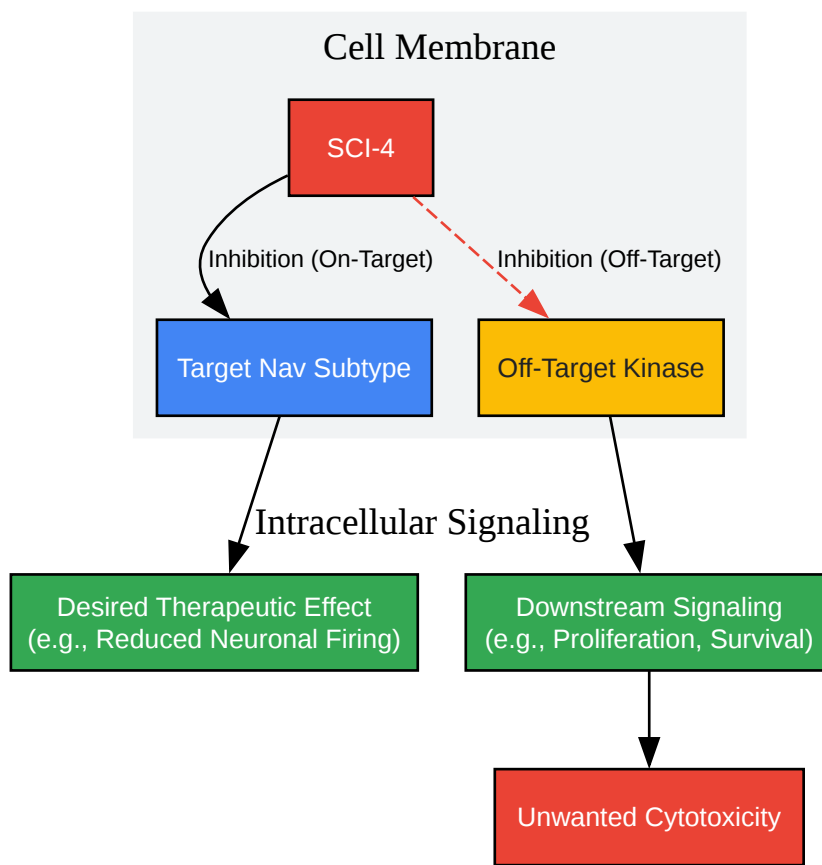 Cell Membrane
SCI-4
Inhibition (On-Target)
Inhibition (Off-Target)
Target Nav Subtype
Off-Target Kinase
Intracellular Signaling
Desired Therapeutic Effect
(e.g., Reduced Neuronal Firing)
Downstream Signaling
(e.g., Proliferation, Survival)
Unwanted Cytotoxicity